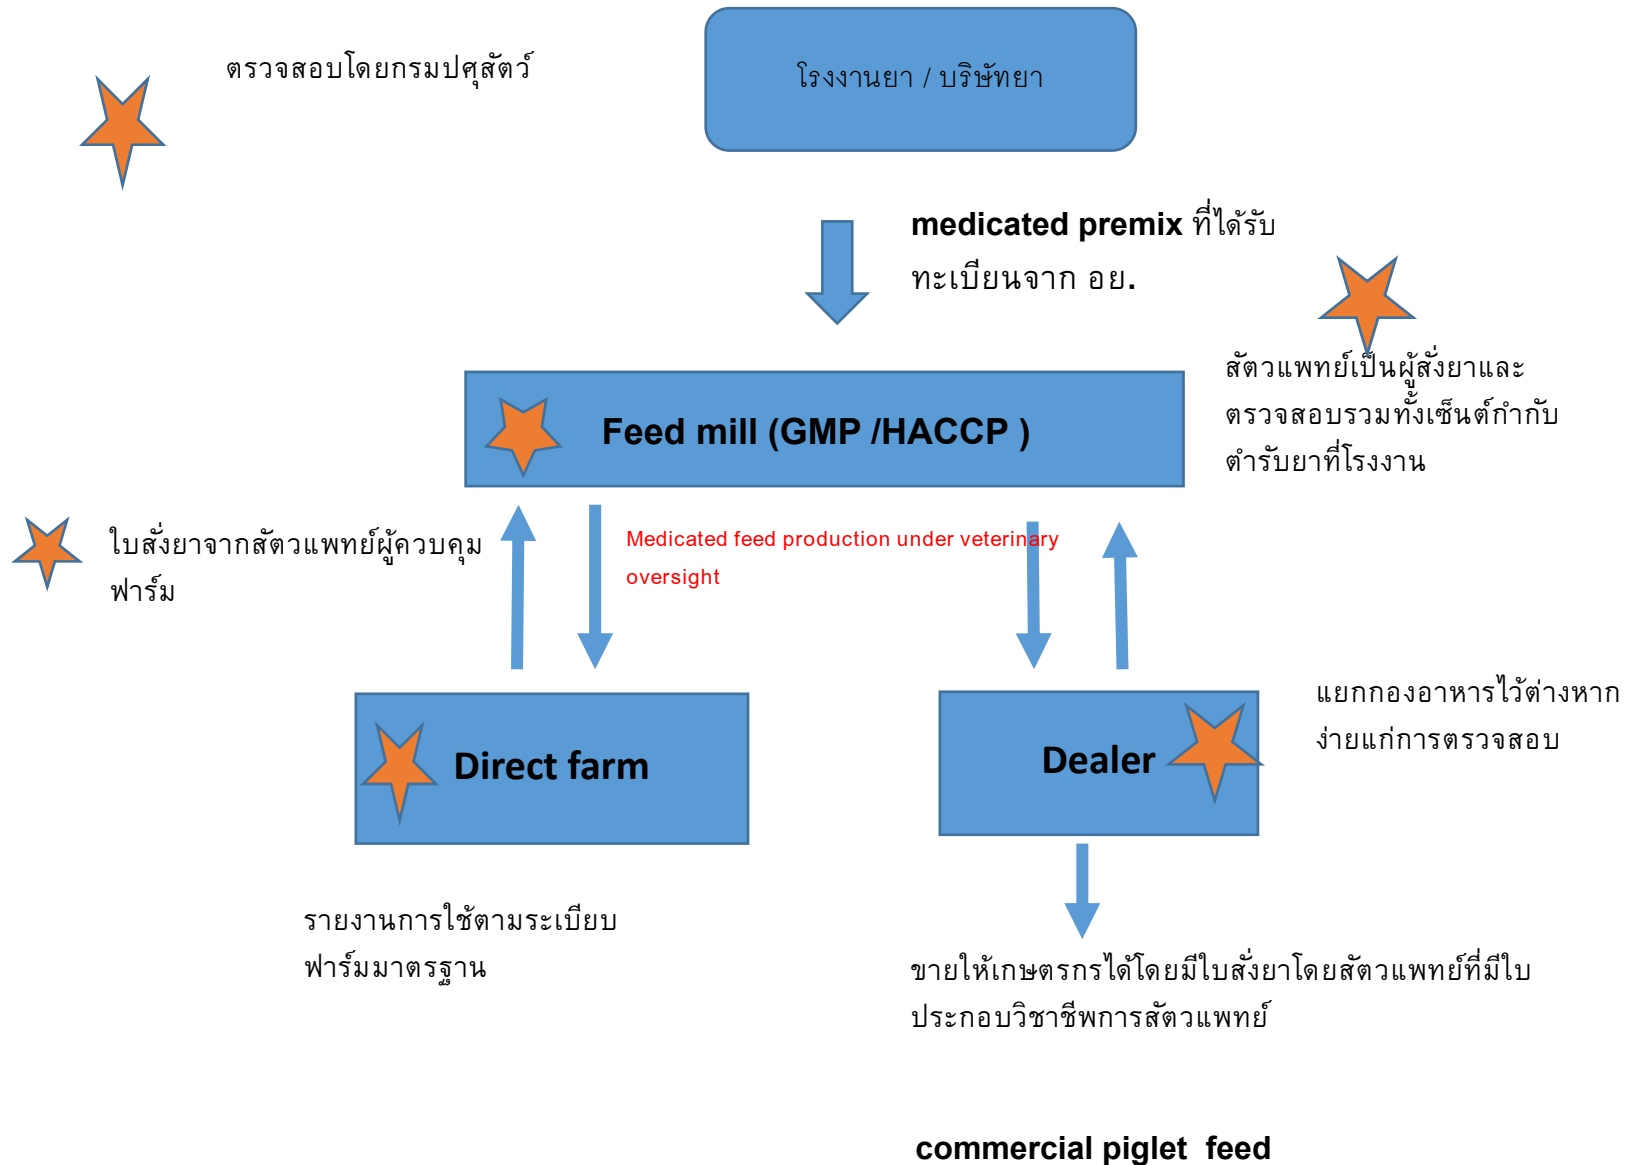 ตรวจสอบโดยกรมปศุสัตว์
โรงงานยา / บริษัทยา
medicated premix ที่ได้รับ
ทะเบียนจาก อย.
สัตวแพทย์เป็นผู้สั่งยาและ
ตรวจสอบรวมทั้งเซ็นต์กำกับ
ตำรับยาที่โรงงาน
Feed mill (GMP /HACCP )
ใบสั่งยาจากสัตวแพทย์ผู้ควบคุม
ฟาร์ม
Medicated feed production under veterinary
oversight
แยกกองอาหารไว้ต่างหาก
ง่ายแก่การตรวจสอบ
Direct farm
Dealer
รายงานการใช้ตามระเบียบ
ฟาร์มมาตรฐาน
ขายให้เกษตรกรได้โดยมีใบสั่งยาโดยสัตวแพทย์ที่มีใบ
ประกอบวิชาชีพการสัตวแพทย์
commercial piglet feed